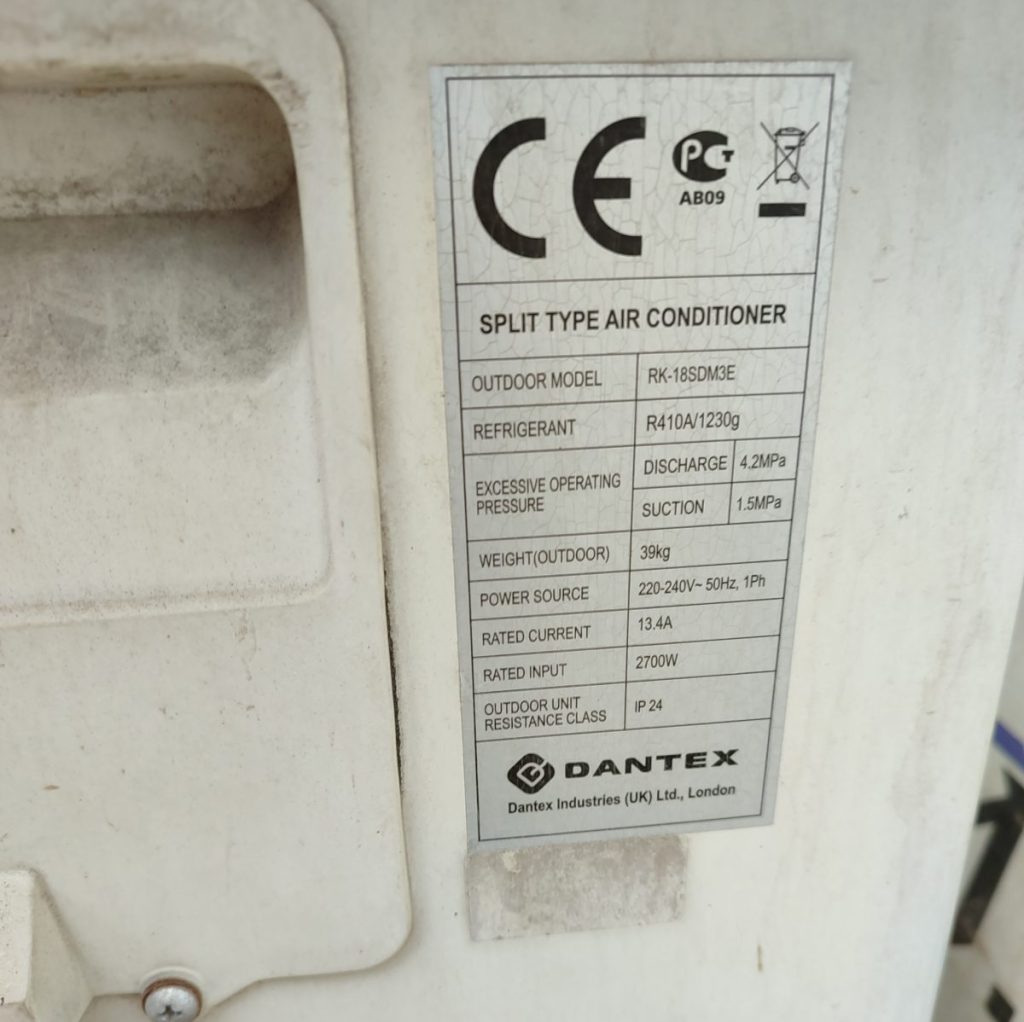 CE
РСТ
АВ09
SPLIT TYPE AIR CONDITIONER
OUTDOOR MODEL RK-18SDM3E
REFRIGERANT R410A/1230g
EXCESSIVE OPERATING PRESSURE DISCHARGE 4.2MPa
SUCTION 1.5MPa
WEIGHT(OUTDOOR) 39kg
POWER SOURCE 220-240V~ 50Hz, 1Ph
RATED CURRENT 13.4A
RATED INPUT 2700W
OUTDOOR UNIT RESISTANCE CLASS IP 24
DANTEX
Dantex Industries (UK) Ltd., London